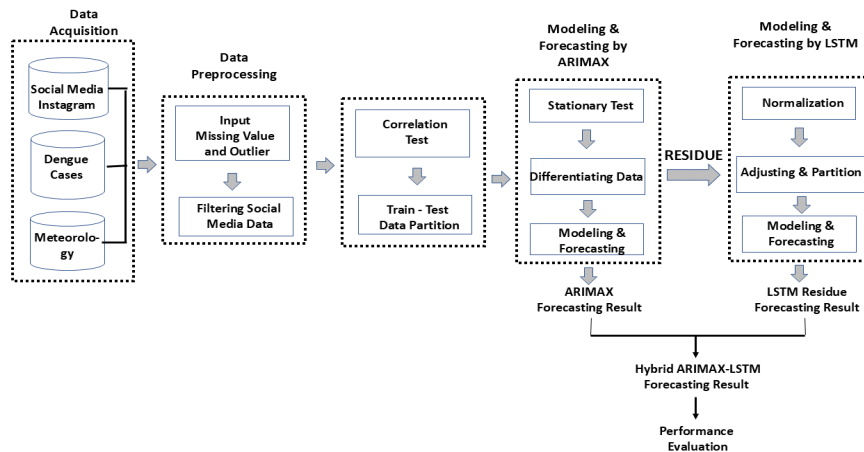 Data
Acquisition
Social Media
Instagram
Dengue
Cases
Meteorolo-
gy
Data
Preprocessing
Input
Missing Value
and Outlier
Filtering Social
Media Data
Correlation
Test
Train - Test
Data Partition
Modeling &
Forecasting by
ARIMAX
Stationary Test
Differentiating Data
Modeling &
Forecasting
ARIMAX
Forecasting Result
RESIDUE
Modeling &
Forecasting by LSTM
Normalization
Adjusting & Partition
Modeling &
Forecasting
LSTM Residue
Forecasting Result
Hybrid ARIMAX-LSTM
Forecasting Result
Performance
Evaluation